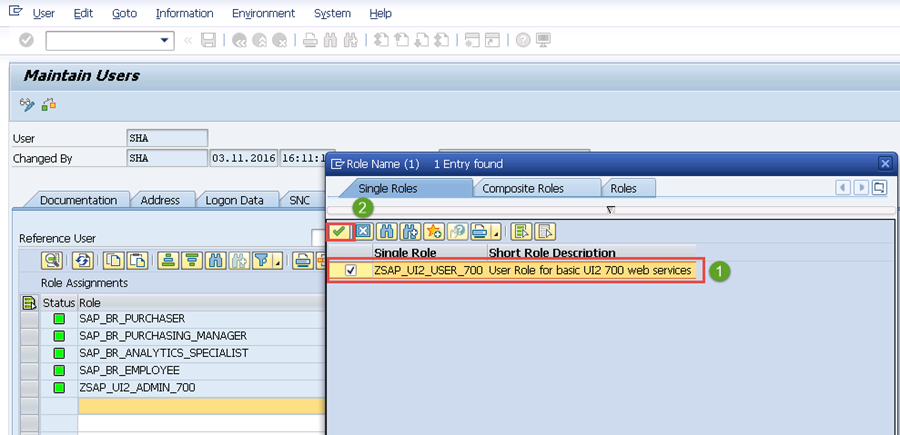 User Edit Goto Information Environment System Help
Maintain Users
User SHA
Changed By SHA 03.11.2016 16:11:1
Role Name (1) 1 Entry found
Single Roles Composite Roles Roles
Documentation Address Logon Data SNC
2
Reference User
Single Role Short Role Description
ZSAP_UI2_USER_700 User Role for basic UI2 700 web services 1
Role Assignments
Status Role
SAP_BR_PURCHASER
SAP_BR_PURCHASING_MANAGER
SAP_BR_ANALYTICS_SPECIALIST
SAP_BR_EMPLOYEE
ZSAP_UI2_ADMIN_700